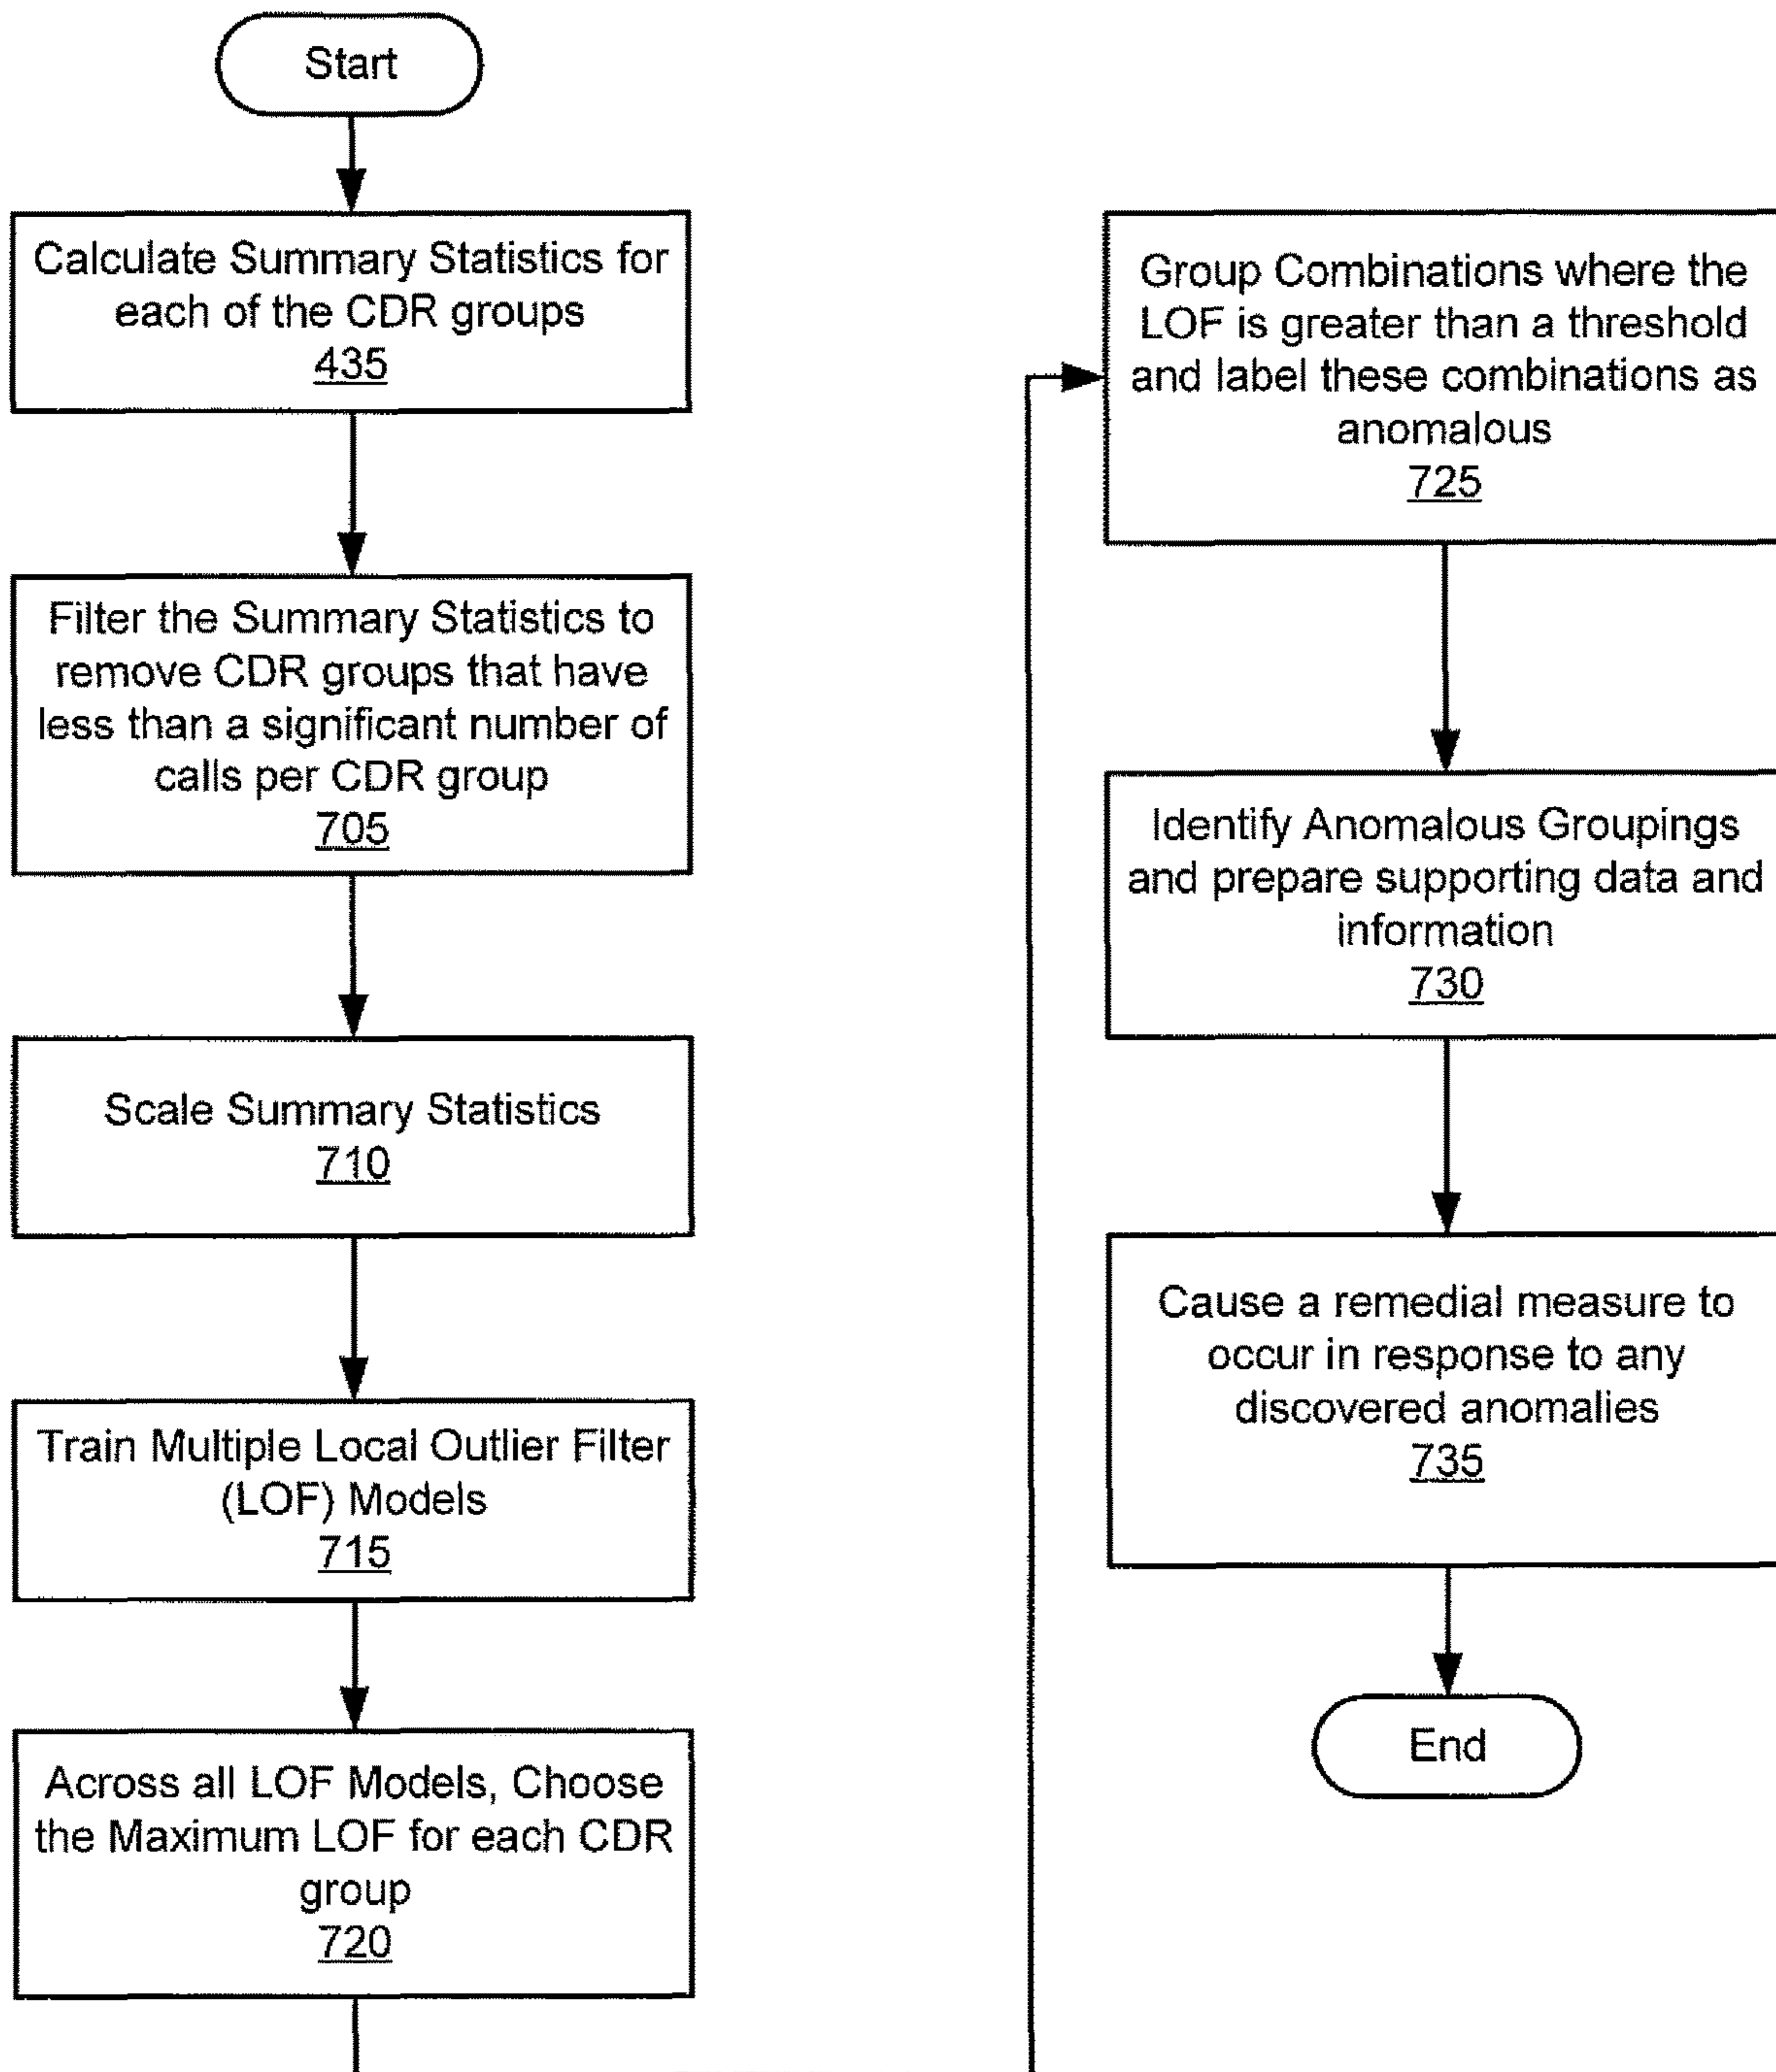 Start
Calculate Summary Statistics for
each of the CDR groups
435
Filter the Summary Statistics to
remove CDR groups that have
less than a significant number of
calls per CDR group
705
Scale Summary Statistics
710
Train Multiple Local Outlier Filter
(LOF) Models
715
Across all LOF Models, Choose
the Maximum LOF for each CDR
group
720
Group Combinations where the
LOF is greater than a threshold
and label these combinations as
anomalous
725
Identify Anomalous Groupings
and prepare supporting data and
information
730
Cause a remedial measure to
occur in response to any
discovered anomalies
735
End